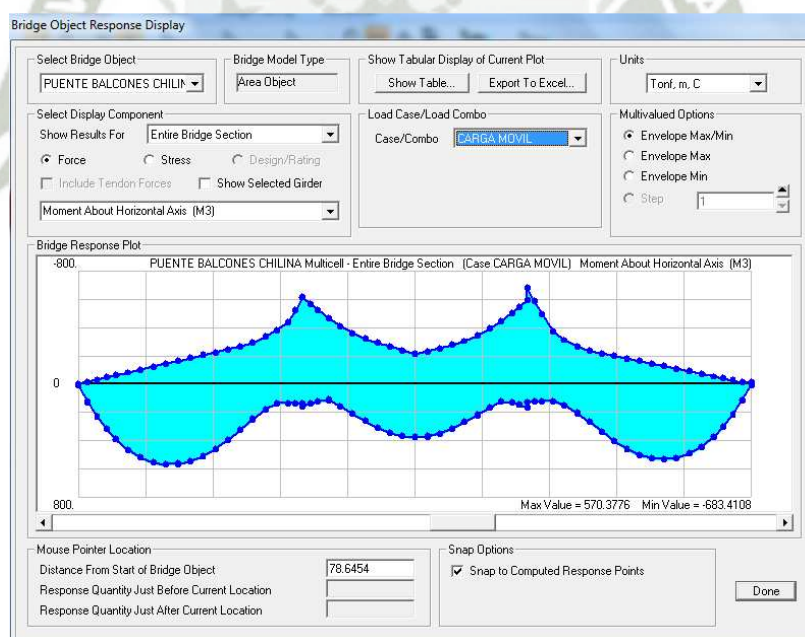 Bridge Object Response Display
Select Bridge Object
PUENTE BALCONES CHILIN
Bridge Model Type
Area Object
Show Tabular Display of Current Plot
Show Table...
Export To Excel...
Units
Tonf, m, C
Select Display Component
Show Results For
Entire Bridge Section
Force
Stress
Design/Rating
Include Tendon Forces
Show Selected Girder
Moment About Horizontal Axis (M3)
Load Case/Load Combo
Case/Combo
CARGA MOVIL
Multivalued Options
Envelope Max/Min
Envelope Max
Envelope Min
Step
1
Bridge Response Plot
-800.
PUENTE BALCONES CHILINA Multicell - Entire Bridge Section (Case CARGA MOVIL) Moment About Horizontal Axis (M3)
0
800.
Max Value = 570.3776 Min Value = -683.4108
Mouse Pointer Location
Distance From Start of Bridge Object
78.6454
Response Quantity Just Before Current Location
Response Quantity Just After Current Location
Snap Options
Snap to Computed Response Points
Done